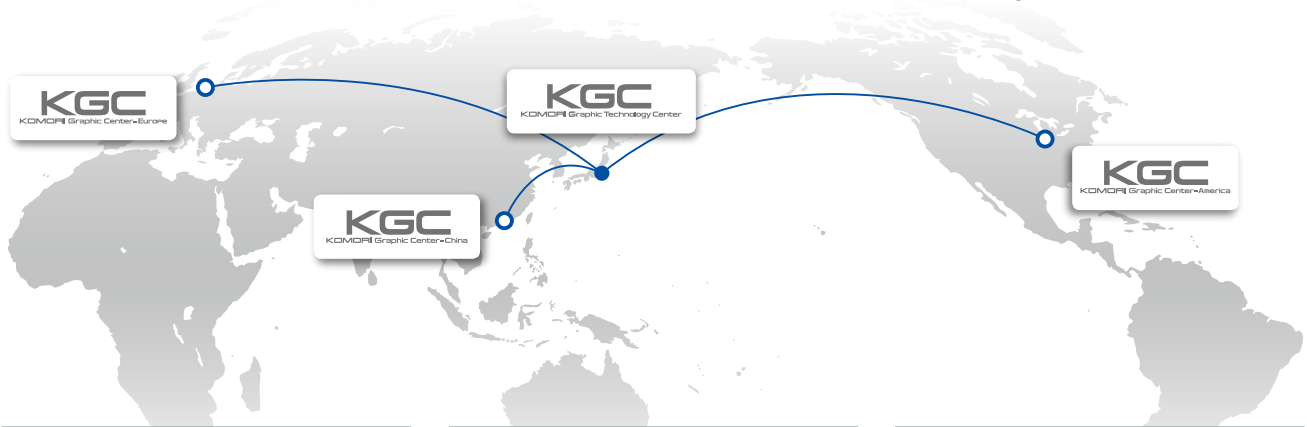 KGC
KOMORI Graphic Center-Europe
KGC
KOMORI Graphic Technology Center
KGC
KOMORI Graphic Center-China
KGC
KOMORI Graphic Center-America